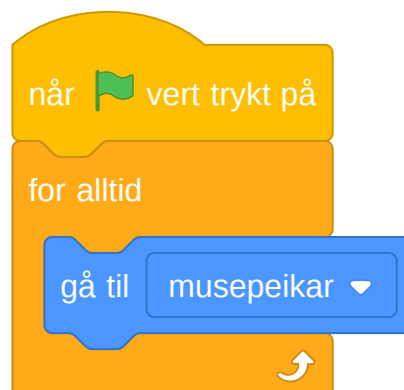 når vert trykt på
for alltid
gå til musepeikar